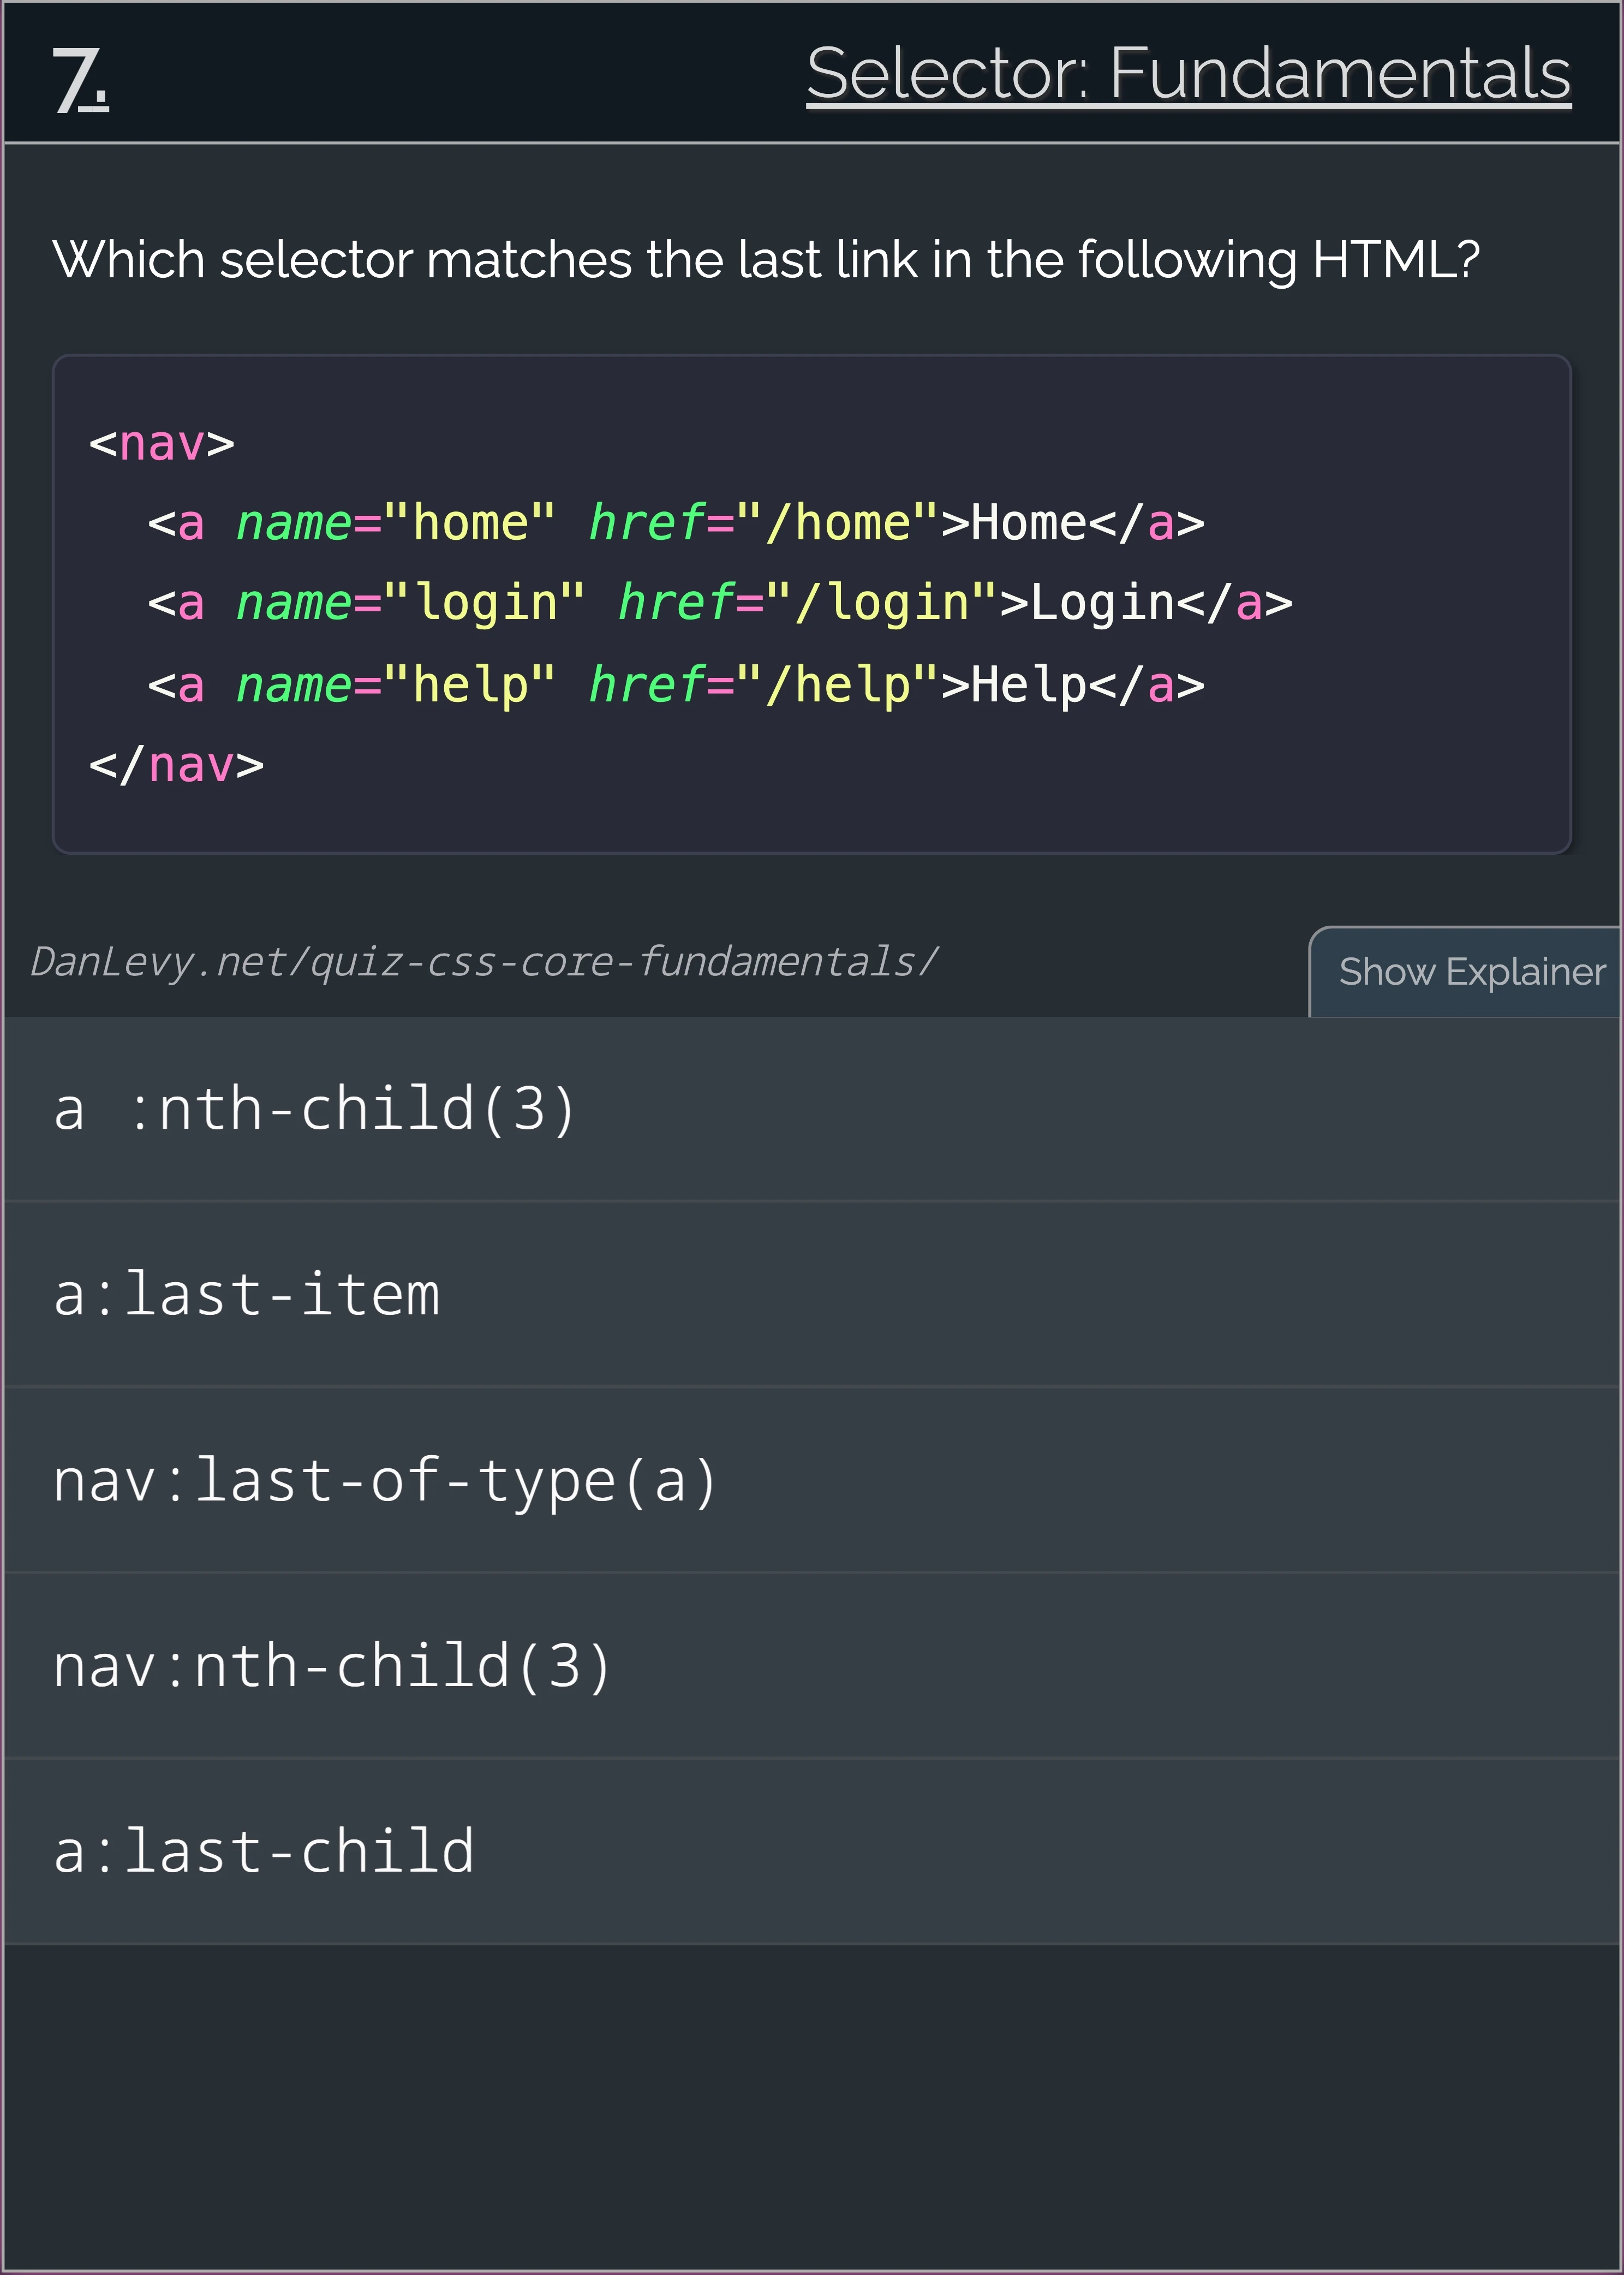 7.
Selector: Fundamentals
Which selector matches the last link in the following HTML?
<nav>
  <a name="home" href="/home">Home</a>
  <a name="login" href="/login">Login</a>
  <a name="help" href="/help">Help</a>
</nav>
DanLevy.net/quiz-css-core-fundamentals/
Show Explainer
a :nth-child(3)
a:last-item
nav:last-of-type(a)
nav:nth-child(3)
a:last-child